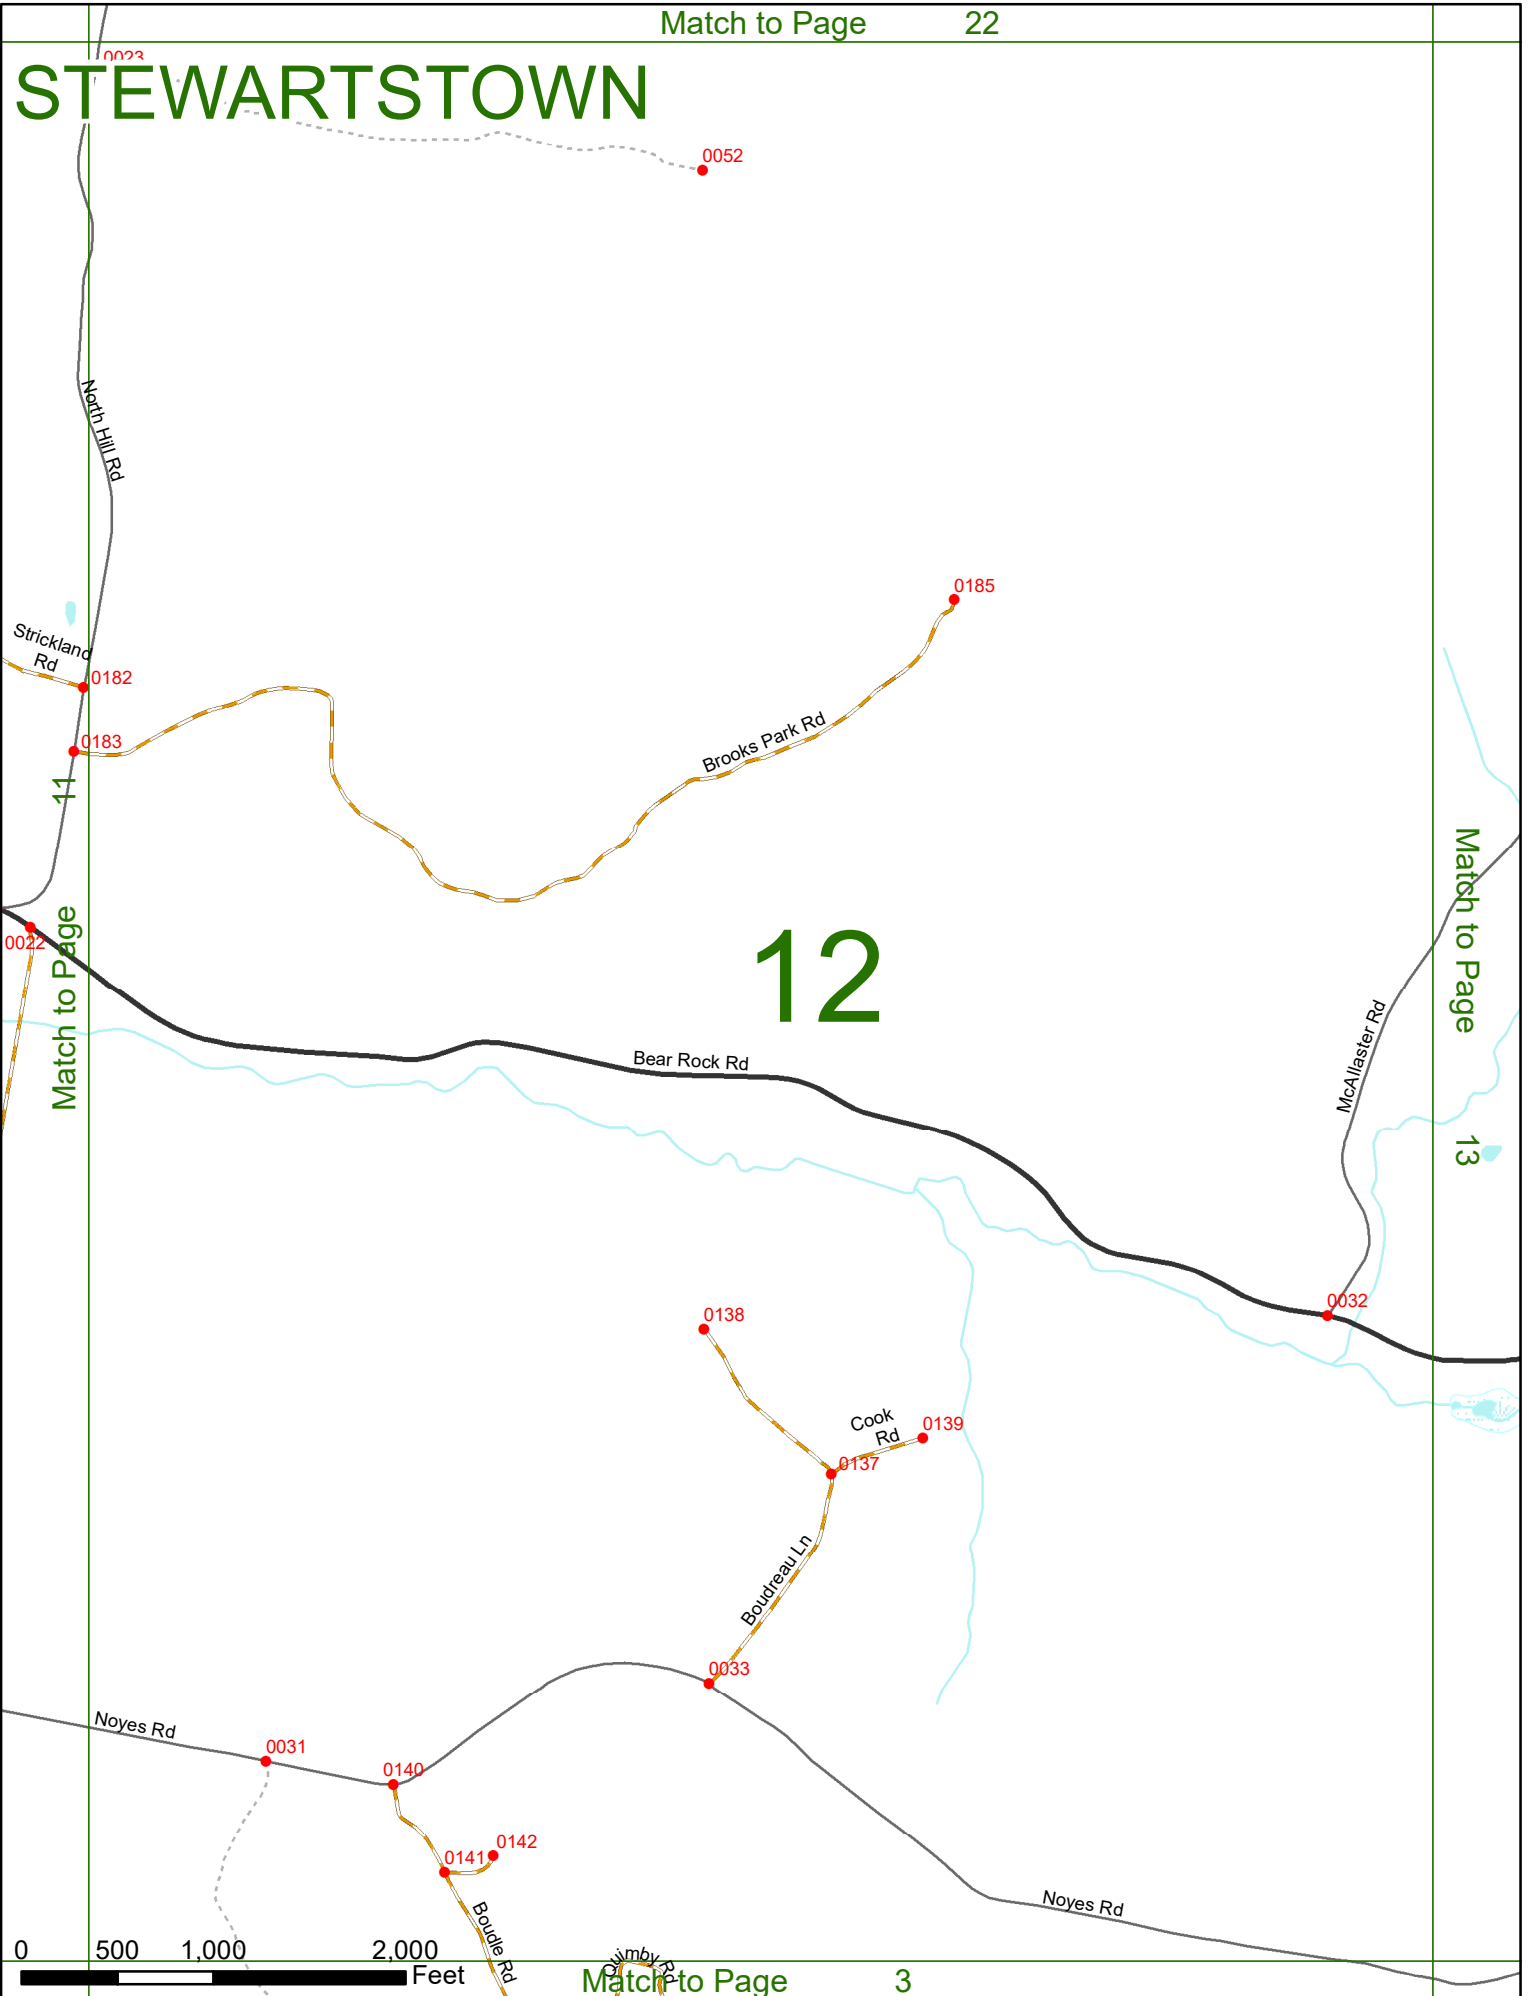 Match to Page 22
0023
STEWARTSTOWN
0052
North Hill Rd
0185
Strickland
Rd
0182
0183
Brooks Park Rd
Match to Page 11
0022
12
Match to Page 13
Bear Rock Rd
McAllaster Rd
0032
0138
Cook
Rd
0139
0137
Boudreau Ln
0033
Noyes Rd
0031
0140
0142
0141
Boudle Rd
Noyes Rd
Quimby Rd
0 500 1,000 2,000
Feet
Match to Page 3